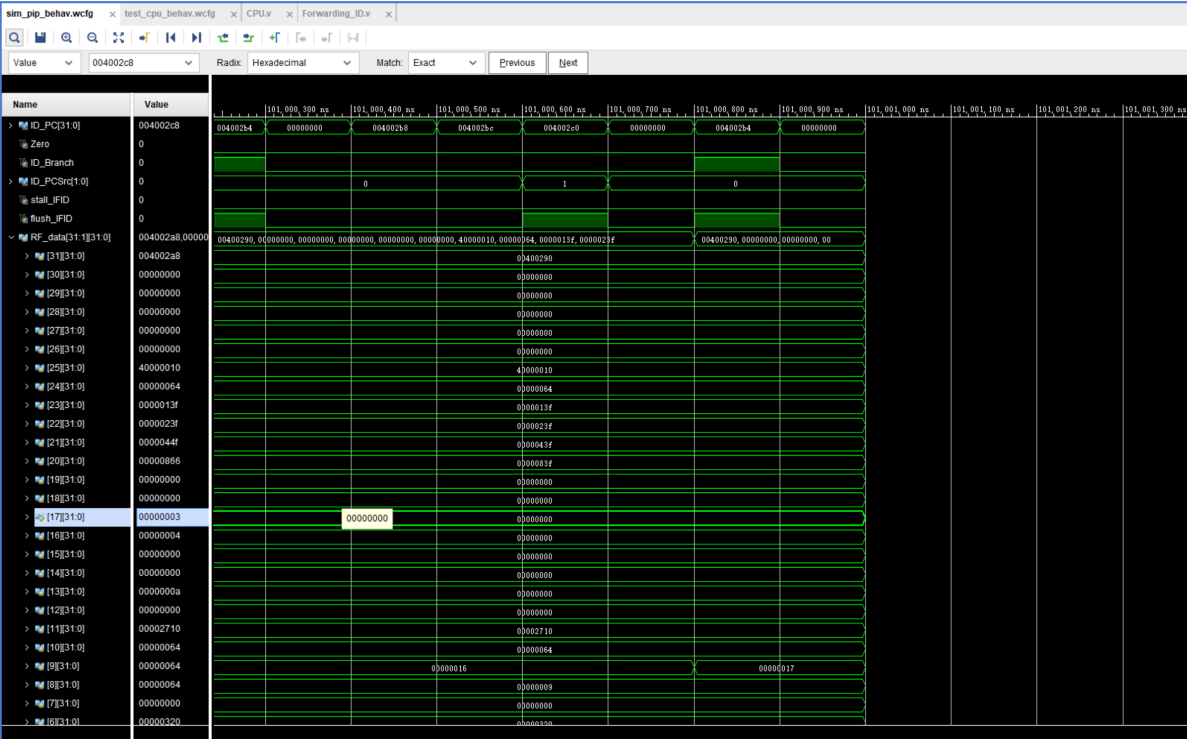 sim_pip_behav.wcfg × test_cpu_behav.wcfg × CPU.v × Forwarding_ID.v ×
Value 004002c8 Radix: Hexadecimal Match: Exact Previous Next
Name Value 101,000,300 ns 101,000,400 ns 101,000,500 ns 101,000,600 ns 101,000,700 ns 101,000,800 ns 101,000,900 ns 101,001,000 ns 101,001,100 ns 101,001,200 ns 101,001,300 ns
ID_PC[31:0] 004002c8 004002b4 00000000 004002b8 004002bc 004002c0 00000000 004002b4 00000000
Zero 0
ID_Branch 0
ID_PCSrc[1:0] 0 0 1 0
stall_IFID 0
flush_IFID 0
RF_data[31:1][31:0] 004002a8,00000 00400290,00000000,00000000,00000000,00000000,00000000,40000010,00000064,0000013f,0000023f 00400290,00000000,00000000,00
[31][31:0] 004002a8 00400290
[30][31:0] 00000000 00000000
[29][31:0] 00000000 00000000
[28][31:0] 00000000 00000000
[27][31:0] 00000000 00000000
[26][31:0] 00000000 00000000
[25][31:0] 40000010 40000010
[24][31:0] 00000064 00000064
[23][31:0] 0000013f 0000013f
[22][31:0] 0000023f 0000023f
[21][31:0] 0000044f 0000043f
[20][31:0] 00000866 0000083f
[19][31:0] 00000000 00000000
[18][31:0] 00000000 00000000
[17][31:0] 00000003 00000000 00000000
[16][31:0] 00000004 00000000
[15][31:0] 00000000 00000000
[14][31:0] 00000000 00000000
[13][31:0] 0000000a 00000000
[12][31:0] 00000000 00000000
[11][31:0] 00002710 00002710
[10][31:0] 00000064 00000064
[9][31:0] 00000064 00000016 00000017
[8][31:0] 00000064 00000009
[7][31:0] 00000000 00000000
[6][31:0] 00000320 00000320